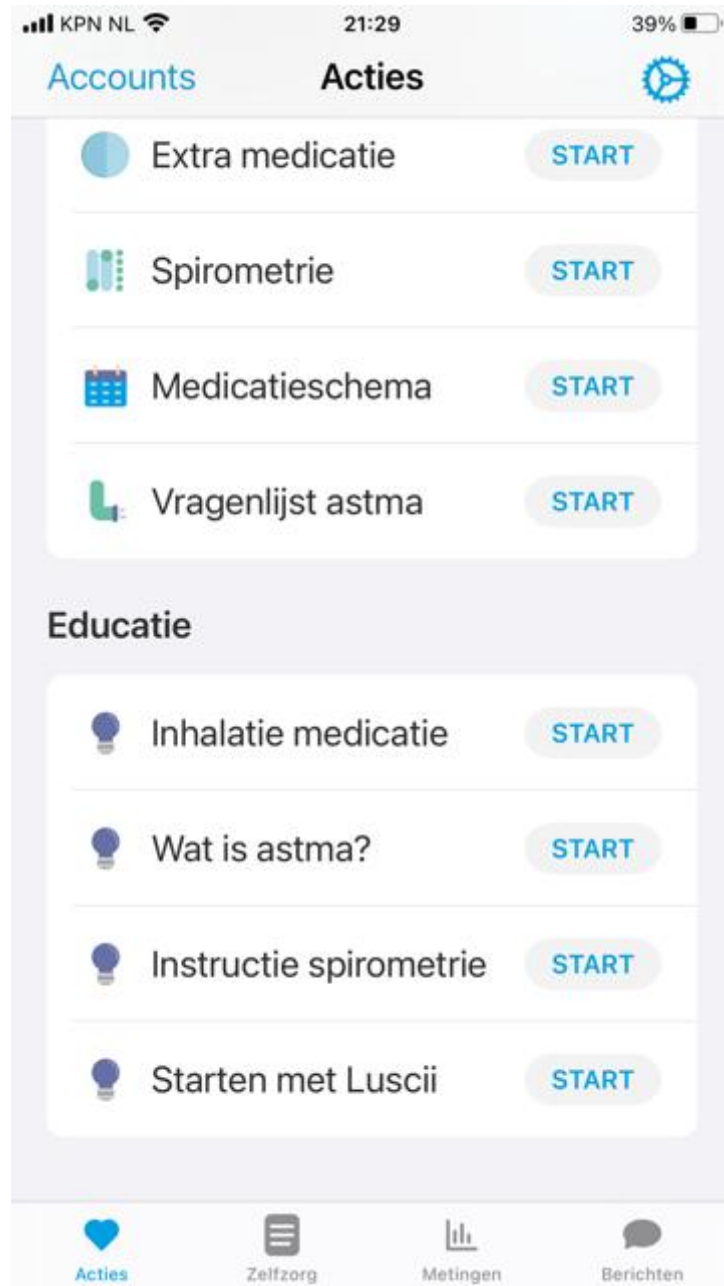 KPN NL 21:29 39%
Accounts Acties
Extra medicatie START
Spirometrie START
Medicatieschema START
Vragenlijst astma START
Educatie
Inhalatie medicatie START
Wat is astma? START
Instructie spirometrie START
Starten met Luscii START
Acties Zelfzorg Metingen Berichten